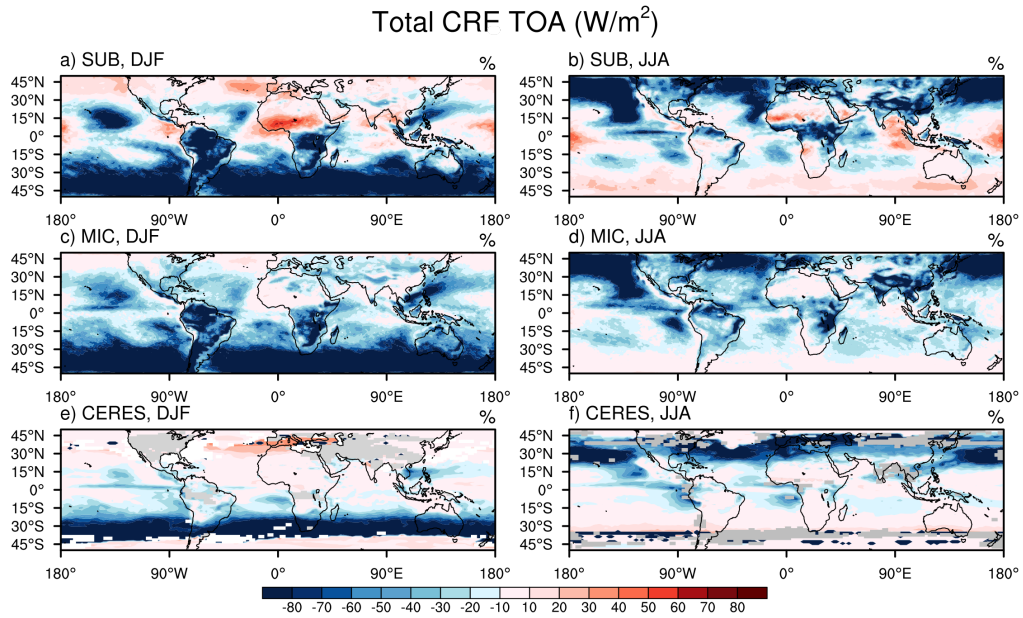 Total CRF TOA (W/m²)
a) SUB, DJF % b) SUB, JJA %
45°N 45°N
30°N 30°N
15°N 15°N
0° 0°
15°S 15°S
30°S 30°S
45°S 45°S
180° 90°W 0° 90°E 180° 180° 90°W 0° 90°E 180°
c) MIC, DJF % d) MIC, JJA %
45°N 45°N
30°N 30°N
15°N 15°N
0° 0°
15°S 15°S
30°S 30°S
45°S 45°S
180° 90°W 0° 90°E 180° 180° 90°W 0° 90°E 180°
e) CERES, DJF % f) CERES, JJA %
45°N 45°N
30°N 30°N
15°N 15°N
0° 0°
15°S 15°S
30°S 30°S
45°S 45°S
180° 90°W 0° 90°E 180° 180° 90°W 0° 90°E 180°
-80 -70 -60 -50 -40 -20 -10 10 20 30 40 50 60 70 80